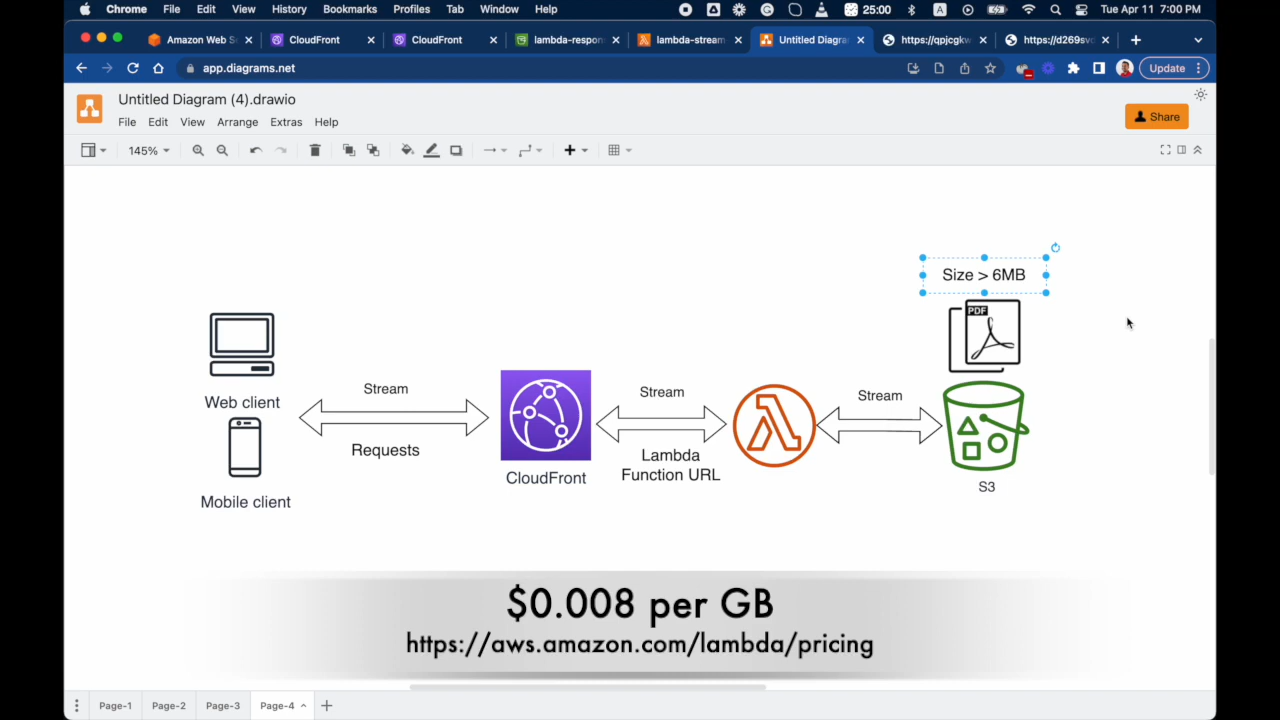 Chrome File Edit View History Bookmarks Profiles Tab Window Help 25:00 A Tue Apr 11 7:00 PM
Amazon Web S CloudFront CloudFront lambda-respon lambda-stream Untitled Diagra https://qpjcgkw https://d269svd
app.diagrams.net Update
Untitled Diagram (4).drawio
File Edit View Arrange Extras Help
Share
145%
Size > 6MB
PDF
Stream
Stream
Stream
Web client
Requests
Lambda
Function URL
CloudFront
S3
Mobile client
$0.008 per GB
https://aws.amazon.com/lambda/pricing
Page-1 Page-2 Page-3 Page-4